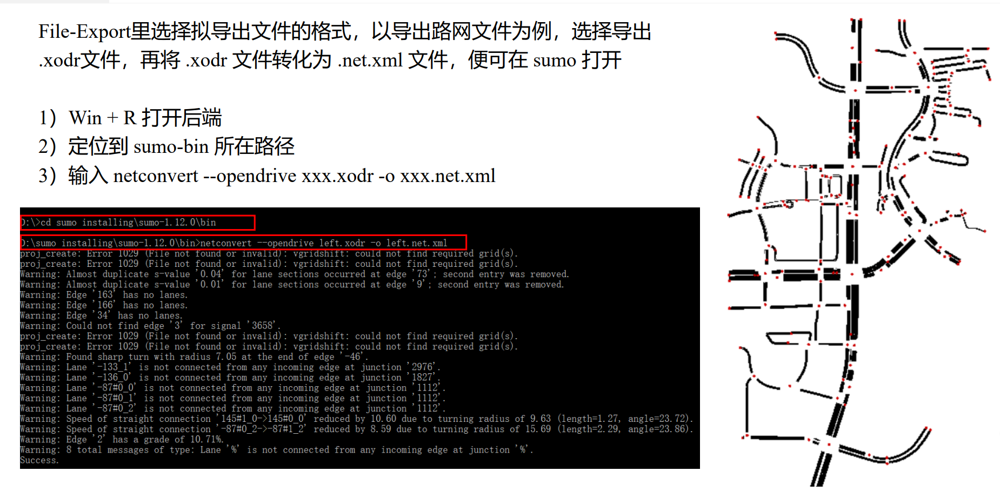 File-Export里选择拟导出文件的格式，以导出路网文件为例，选择导出
.xodr文件，再将 .xodr 文件转化为 .net.xml 文件，便可在 sumo 打开
1）Win + R 打开后端
2）定位到 sumo-bin 所在路径
3）输入 netconvert --opendrive xxx.xodr -o xxx.net.xml
D:\>cd sumo installing\sumo-1.12.0\bin
D:\sumo installing\sumo-1.12.0\bin>netconvert --opendrive left.xodr -o left.net.xml
proj_create: Error 1029 (File not found or invalid): vgridshift: could not find required grid(s).
proj_create: Error 1029 (File not found or invalid): vgridshift: could not find required grid(s).
Warning: Almost duplicate s-value '0.04' for lane sections occurred at edge '73'; second entry was removed.
Warning: Almost duplicate s-value '0.01' for lane sections occurred at edge '9'; second entry was removed.
Warning: Edge '163' has no lanes.
Warning: Edge '166' has no lanes.
Warning: Edge '34' has no lanes.
Warning: Could not find edge '3' for signal '3658'.
proj_create: Error 1029 (File not found or invalid): vgridshift: could not find required grid(s).
proj_create: Error 1029 (File not found or invalid): vgridshift: could not find required grid(s).
Warning: Found sharp turn with radius 7.05 at the end of edge '-46'.
Warning: Lane '-133_1' is not connected from any incoming edge at junction '2976'.
Warning: Lane '-136_0' is not connected from any incoming edge at junction '1827'.
Warning: Lane '-87#0_0' is not connected from any incoming edge at junction '1112'.
Warning: Lane '-87#0_1' is not connected from any incoming edge at junction '1112'.
Warning: Lane '-87#0_2' is not connected from any incoming edge at junction '1112'.
Warning: Speed of straight connection '145#1_0->145#0_0' reduced by 10.60 due to turning radius of 9.63 (length=1.27, angle=23.72).
Warning: Speed of straight connection '-87#0_2->-87#1_2' reduced by 8.59 due to turning radius of 15.69 (length=2.29, angle=23.86).
Warning: Edge '2' has a grade of 10.71%.
Warning: 8 total messages of type: Lane '%' is not connected from any incoming edge at junction '%'.
Success.